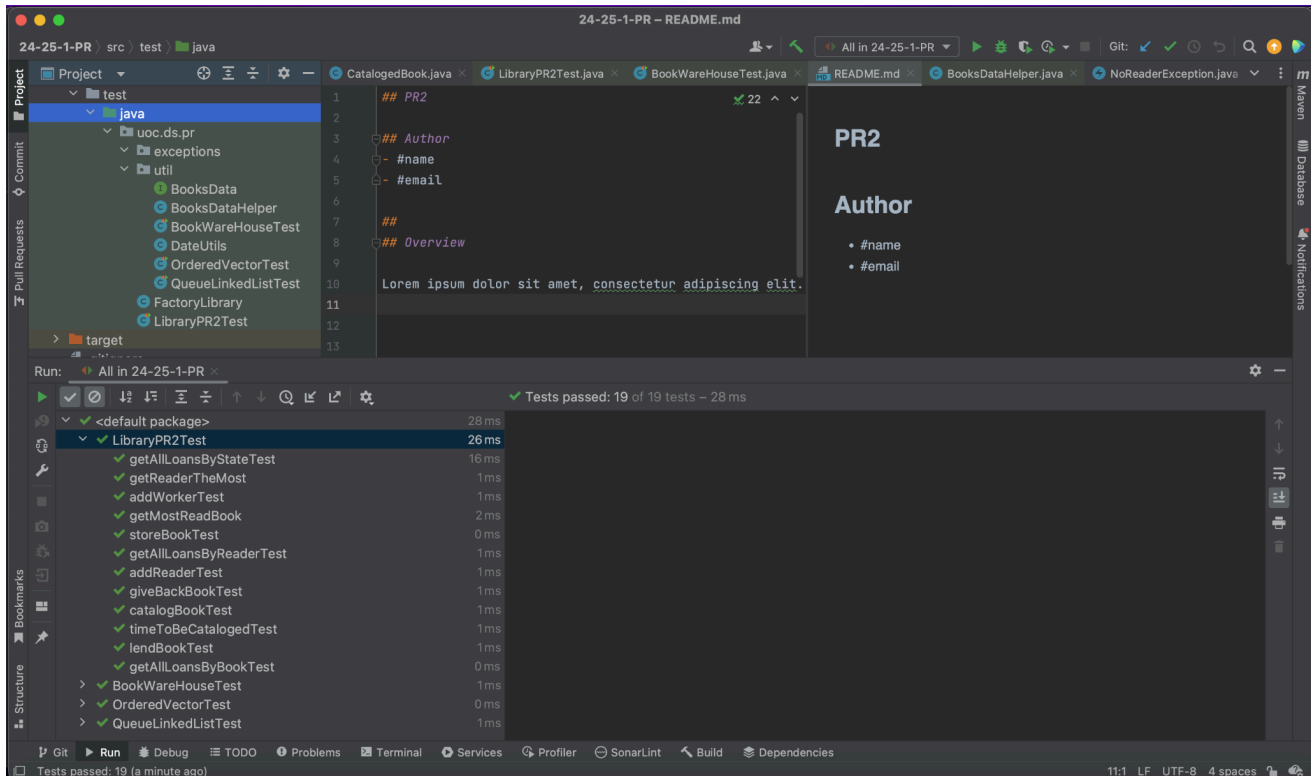 24-25-1-PR – README.md
24-25-1-PR 〉 src 〉 test 〉 java
All in 24-25-1-PR
Git:
Project
CatalogedBook.java
LibraryPR2Test.java
BookWareHouseTest.java
README.md
BooksDataHelper.java
NoReaderException.java
Project
Commit
Pull Requests
Bookmarks
Structure
test
java
uoc.ds.pr
exceptions
util
BooksData
BooksDataHelper
BookWareHouseTest
DateUtils
OrderedVectorTest
QueueLinkedListTest
FactoryLibrary
LibraryPR2Test
target
1 ## PR2
22
2
3 ## Author
4 - #name
5 - #email
6
7 ##
8 ## Overview
9
10 Lorem ipsum dolor sit amet, consectetur adipiscing elit.
11
12
13
PR2
Author
• #name
• #email
m Maven
Database
Notifications
Run: All in 24-25-1-PR
Tests passed: 19 of 19 tests – 28 ms
<default package> 28 ms
LibraryPR2Test 26 ms
getAllLoansByStateTest 16 ms
getReaderTheMost 1 ms
addWorkerTest 1 ms
getMostReadBook 2 ms
storeBookTest 0 ms
getAllLoansByReaderTest 1 ms
addReaderTest 1 ms
giveBackBookTest 1 ms
catalogBookTest 1 ms
timeToBeCatalogedTest 1 ms
lendBookTest 1 ms
getAllLoansByBookTest 0 ms
BookWareHouseTest 1 ms
OrderedVectorTest 0 ms
QueueLinkedListTest 1 ms
Git Run Debug TODO Problems Terminal Services Profiler SonarLint Build Dependencies
Tests passed: 19 (a minute ago)
11:1 LF UTF-8 4 spaces